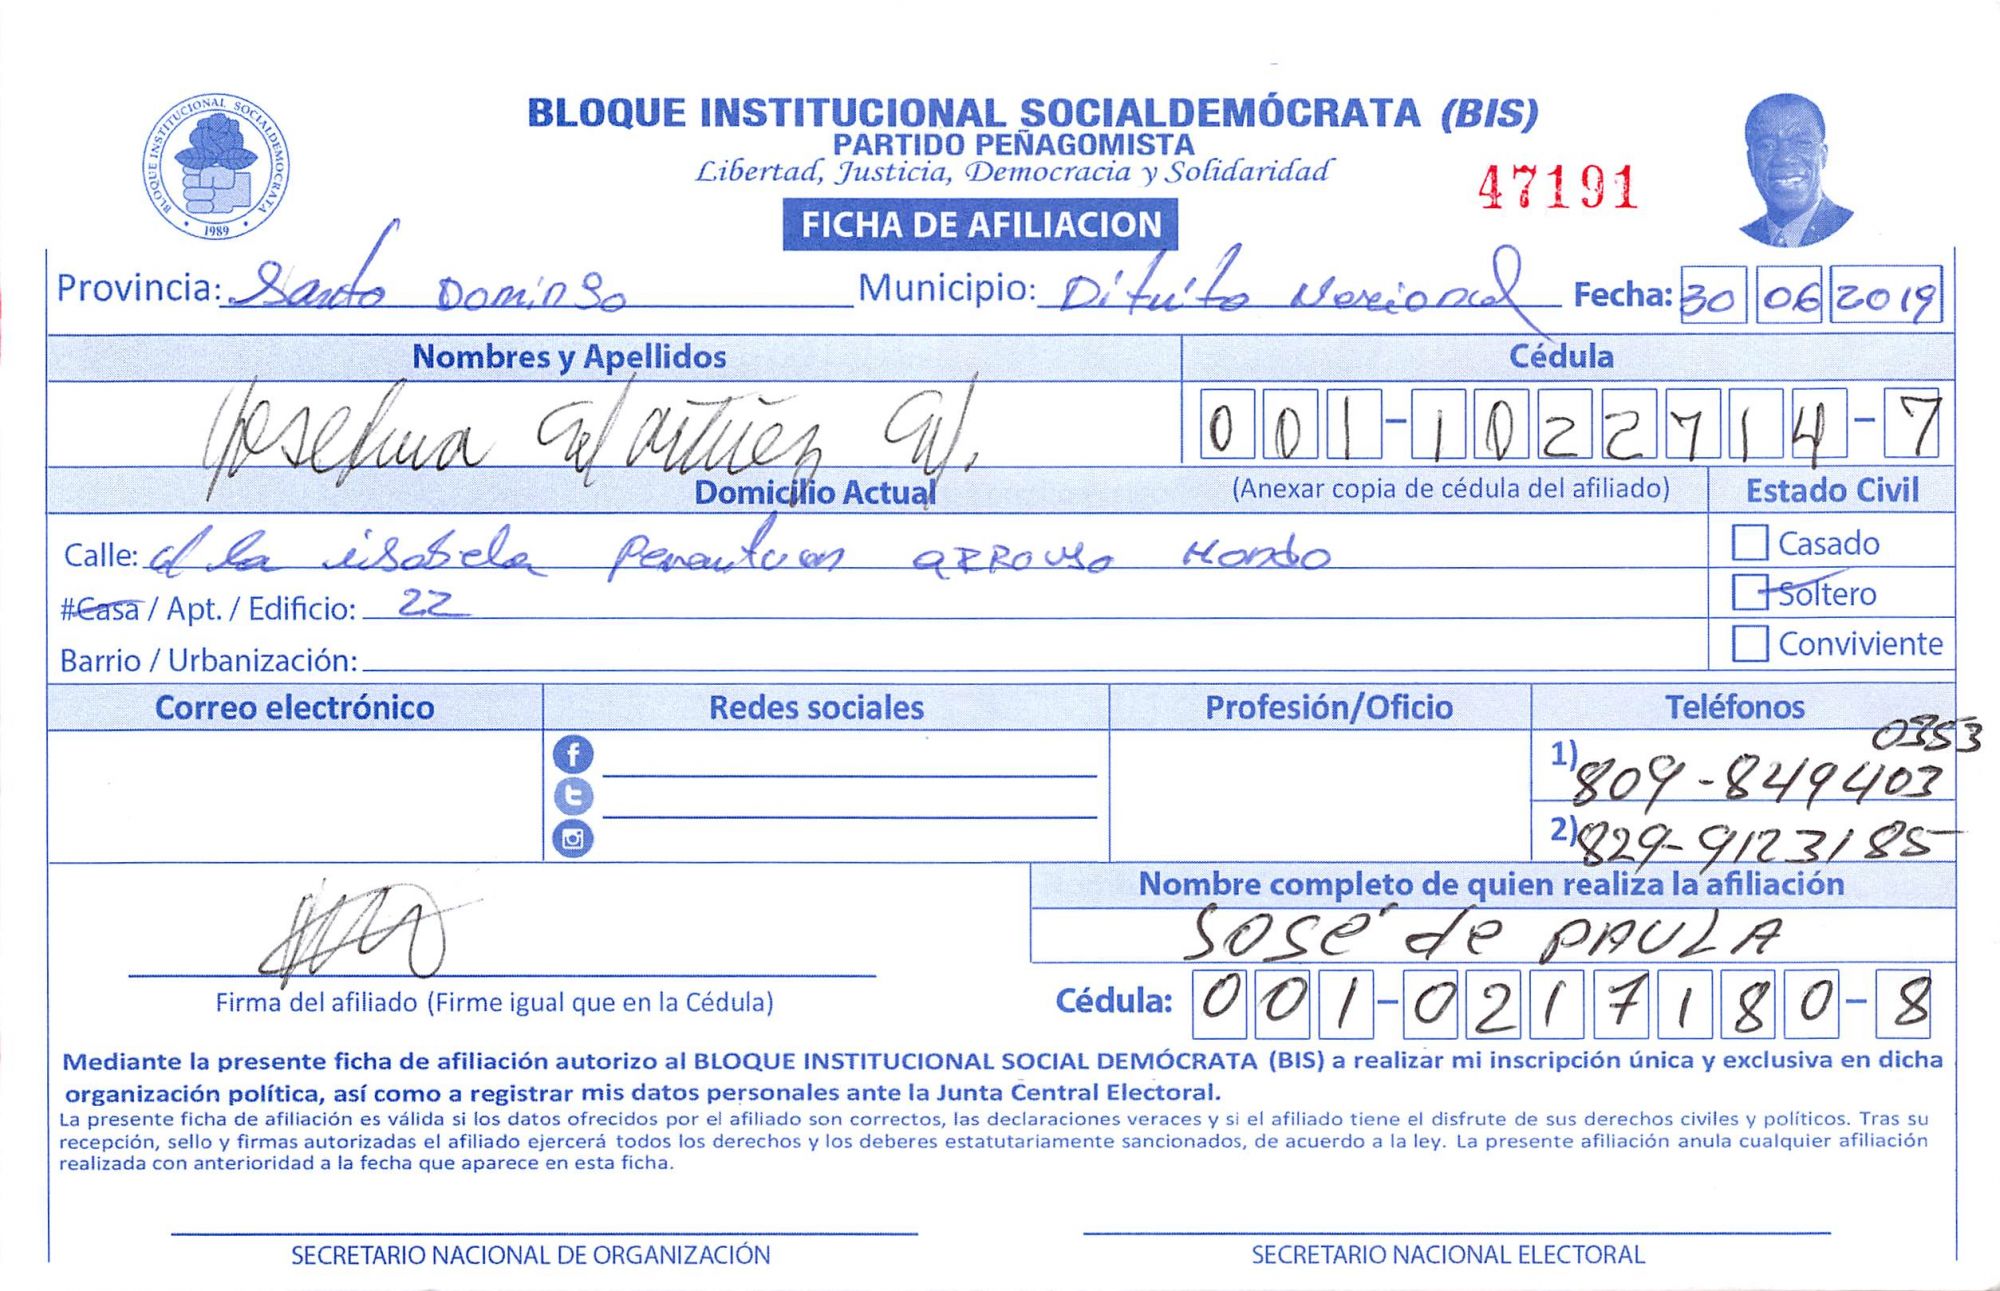 BLOQUE INSTITUCIONAL SOCIALDEMOCRATA
1989
BLOQUE INSTITUCIONAL SOCIALDEMÓCRATA (BIS)
PARTIDO PEÑAGOMISTA
Libertad, Justicia, Democracia y Solidaridad
47191
FICHA DE AFILIACION
Provincia: Santo Domingo Municipio: Ditrito Nacional Fecha: 30 06 2019
Nombres y Apellidos Cédula
Josefina Martínez M. 001-1022714-7
Domicilio Actual (Anexar copia de cédula del afiliado) Estado Civil
Calle: la isabela ARROUYO HONDO Casado
#Casa / Apt. / Edificio: 22 Soltero
Barrio / Urbanización: Conviviente
Correo electrónico Redes sociales Profesión/Oficio Teléfonos
0353
1) 809-849403
2) 829-9123185
Nombre completo de quien realiza la afiliación
José de PAULA
Firma del afiliado (Firme igual que en la Cédula) Cédula: 001-0217180-8
Mediante la presente ficha de afiliación autorizo al BLOQUE INSTITUCIONAL SOCIAL DEMÓCRATA (BIS) a realizar mi inscripción única y exclusiva en dicha
organización política, así como a registrar mis datos personales ante la Junta Central Electoral.
La presente ficha de afiliación es válida si los datos ofrecidos por el afiliado son correctos, las declaraciones veraces y si el afiliado tiene el disfrute de sus derechos civiles y políticos. Tras su
recepción, sello y firmas autorizadas el afiliado ejercerá todos los derechos y los deberes estatutariamente sancionados, de acuerdo a la ley. La presente afiliación anula cualquier afiliación
realizada con anterioridad a la fecha que aparece en esta ficha.
SECRETARIO NACIONAL DE ORGANIZACIÓN SECRETARIO NACIONAL ELECTORAL